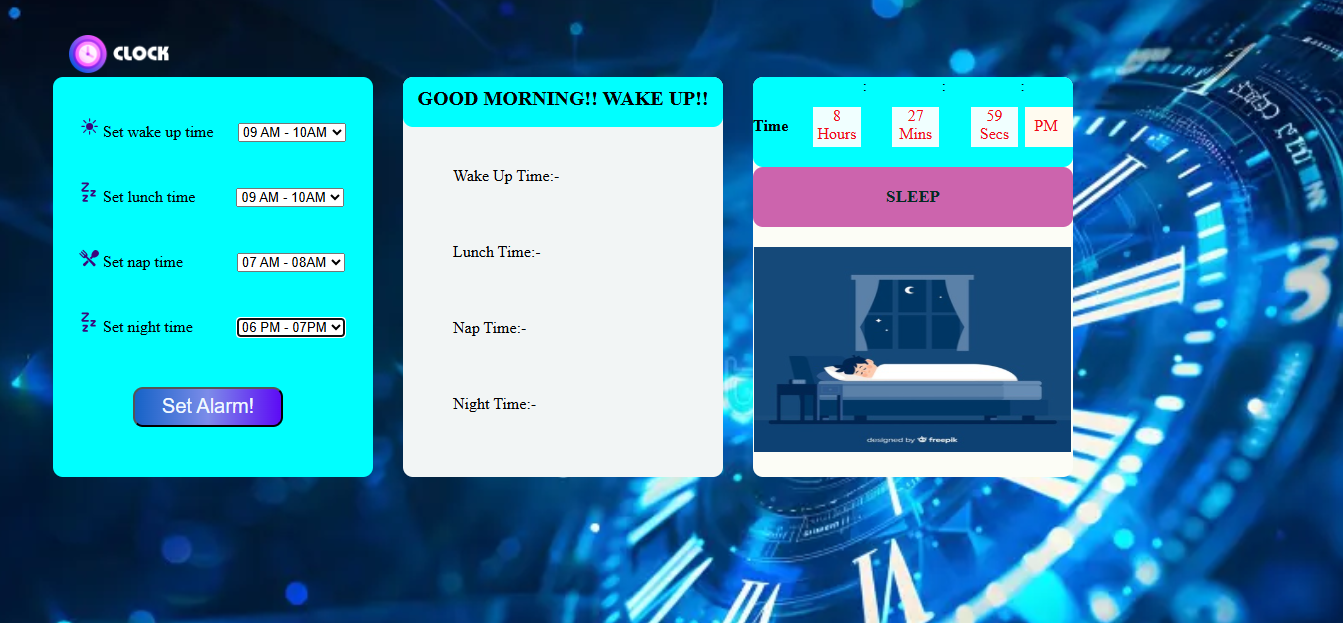 CLOCK
Set wake up time 09 AM - 10AM
Set lunch time 09 AM - 10AM
Set nap time 07 AM - 08AM
Set night time 06 PM - 07PM
Set Alarm!
GOOD MORNING!! WAKE UP!!
Wake Up Time:-
Lunch Time:-
Nap Time:-
Night Time:-
: : :
Time 8 Hours 27 Mins 59 Secs PM
SLEEP
designed by freepik